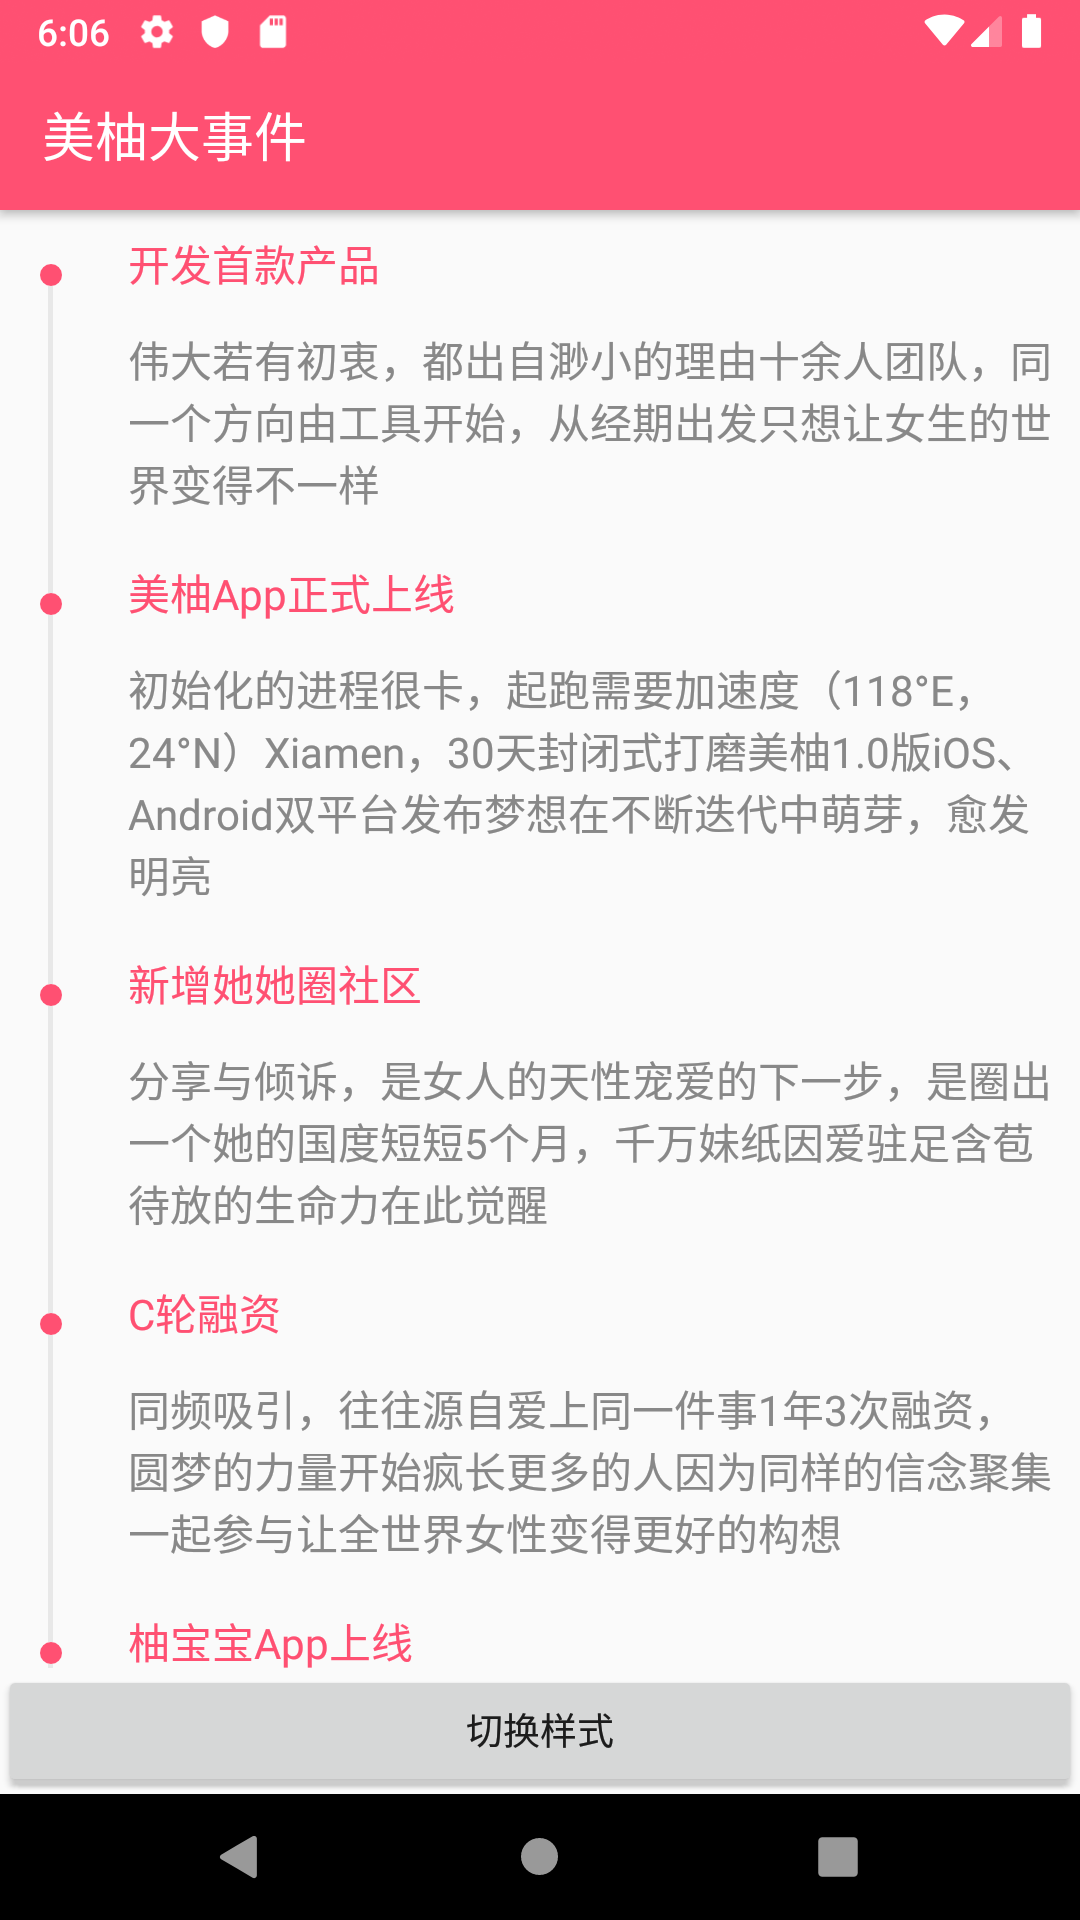 6:06
美柚大事件
开发首款产品
伟大若有初衷，都出自渺小的理由十余人团队，同
一个方向由工具开始，从经期出发只想让女生的世
界变得不一样
美柚App正式上线
初始化的进程很卡，起跑需要加速度（118°E，
24°N）Xiamen，30天封闭式打磨美柚1.0版iOS、
Android双平台发布梦想在不断迭代中萌芽，愈发
明亮
新增她她圈社区
分享与倾诉，是女人的天性宠爱的下一步，是圈出
一个她的国度短短5个月，千万妹纸因爱驻足含苞
待放的生命力在此觉醒
C轮融资
同频吸引，往往源自爱上同一件事1年3次融资，
圆梦的力量开始疯长更多的人因为同样的信念聚集
一起参与让全世界女性变得更好的构想
柚宝宝App上线
切换样式